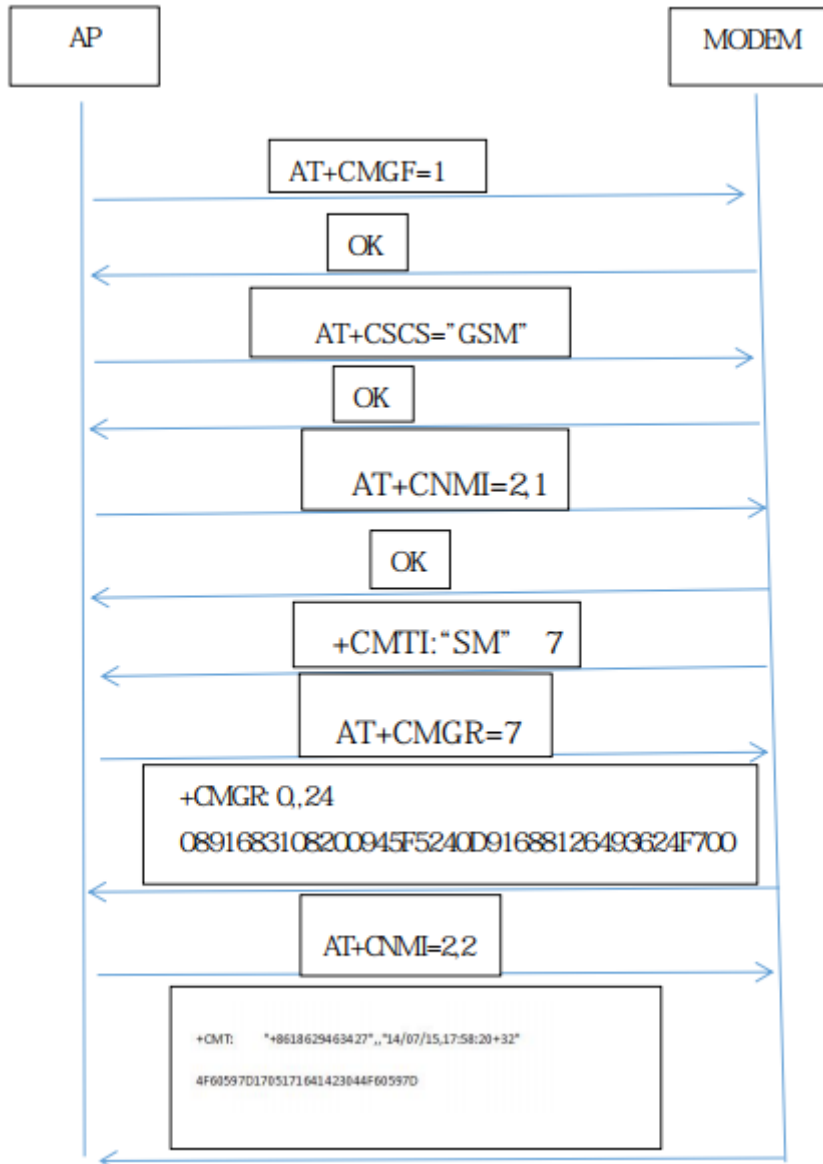 AP
MODEM
AT+CMGF=1
OK
AT+CSCS=”GSM”
OK
AT+CNMI=2,1
OK
+CMTI:“SM” 7
AT+CMGR=7
+CMGR: 0,,24
0891683108200945F5240D91688126493624F700
AT+CNMI=2,2
+CMT: "+8618629463427",,"14/07/15,17:58:20+32"
4F60597D1705171641423044F60597D